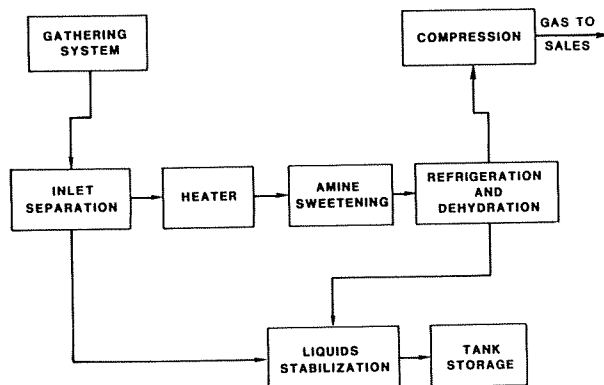 GATHERING
SYSTEM
COMPRESSION
GAS TO
SALES
INLET
SEPARATION
HEATER
AMINE
SWEETENING
REFRIGERATION
AND
DEHYDRATION
LIQUIDS
STABILIZATION
TANK
STORAGE